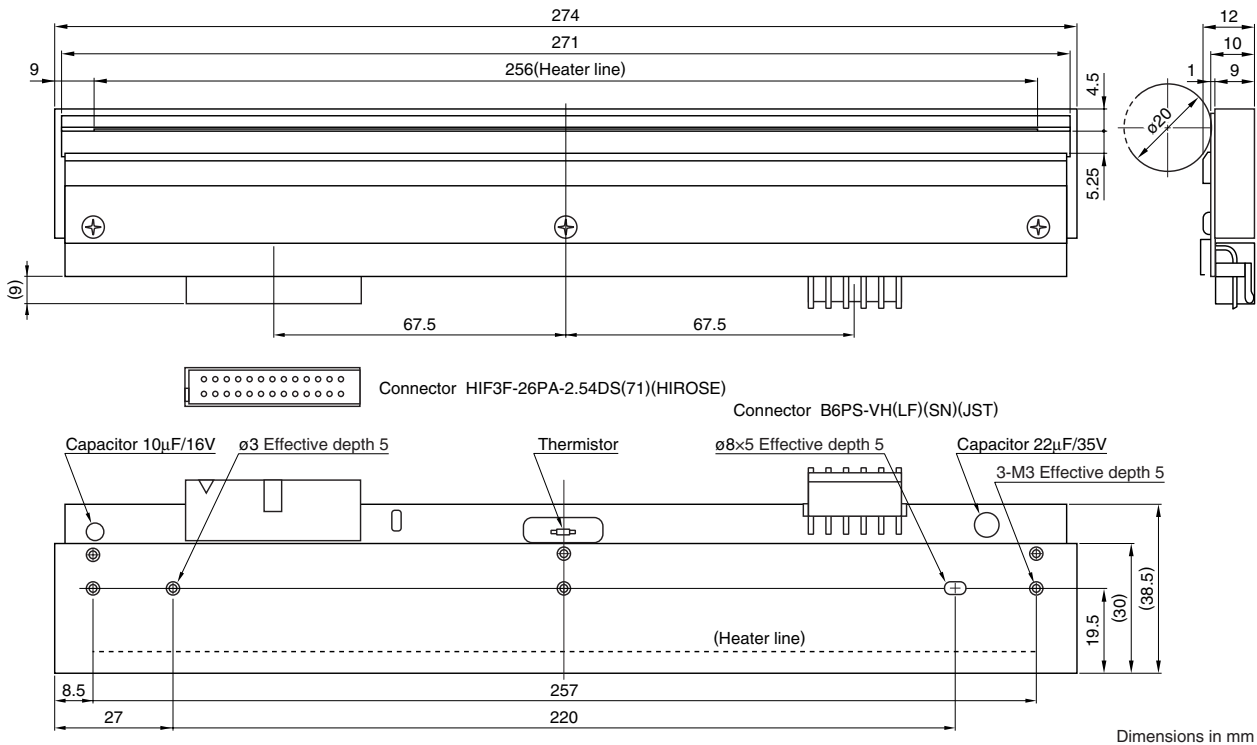 274
12
271
10
9
256(Heater line)
1
9
4.5
ø20
5.25
(9)
67.5
67.5
Connector HIF3F-26PA-2.54DS(71)(HIROSE)
Connector B6PS-VH(LF)(SN)(JST)
Capacitor 10µF/16V
ø3 Effective depth 5
Thermistor
ø8×5 Effective depth 5
Capacitor 22µF/35V
3-M3 Effective depth 5
(Heater line)
19.5
(30)
(38.5)
8.5
257
27
220
Dimensions in mm